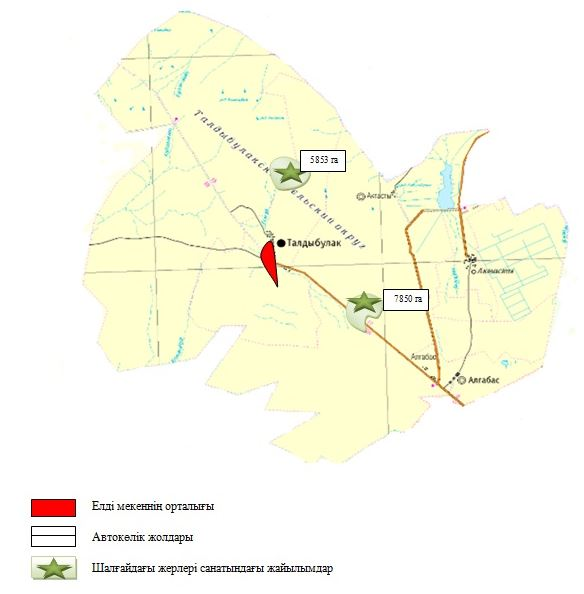 Талдыбулакский сельский округ
5853 га
Актасты
Талдыбулак
Акмасаты
7850 га
Алгабас
Алгабас
Елді мекеннің орталығы
Автокөлік жолдары
Шалғайдағы жерлері санатындағы жайылымдар